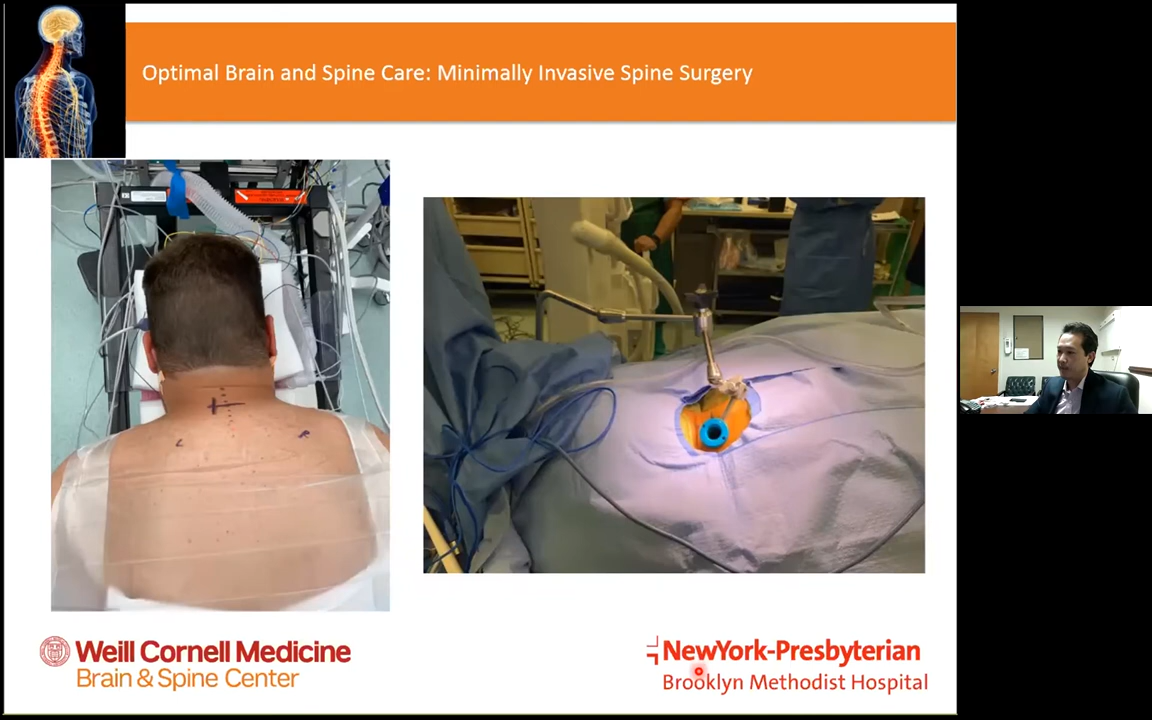 Optimal Brain and Spine Care: Minimally Invasive Spine Surgery
Weill Cornell Medicine
Brain & Spine Center
NewYork-Presbyterian
Brooklyn Methodist Hospital